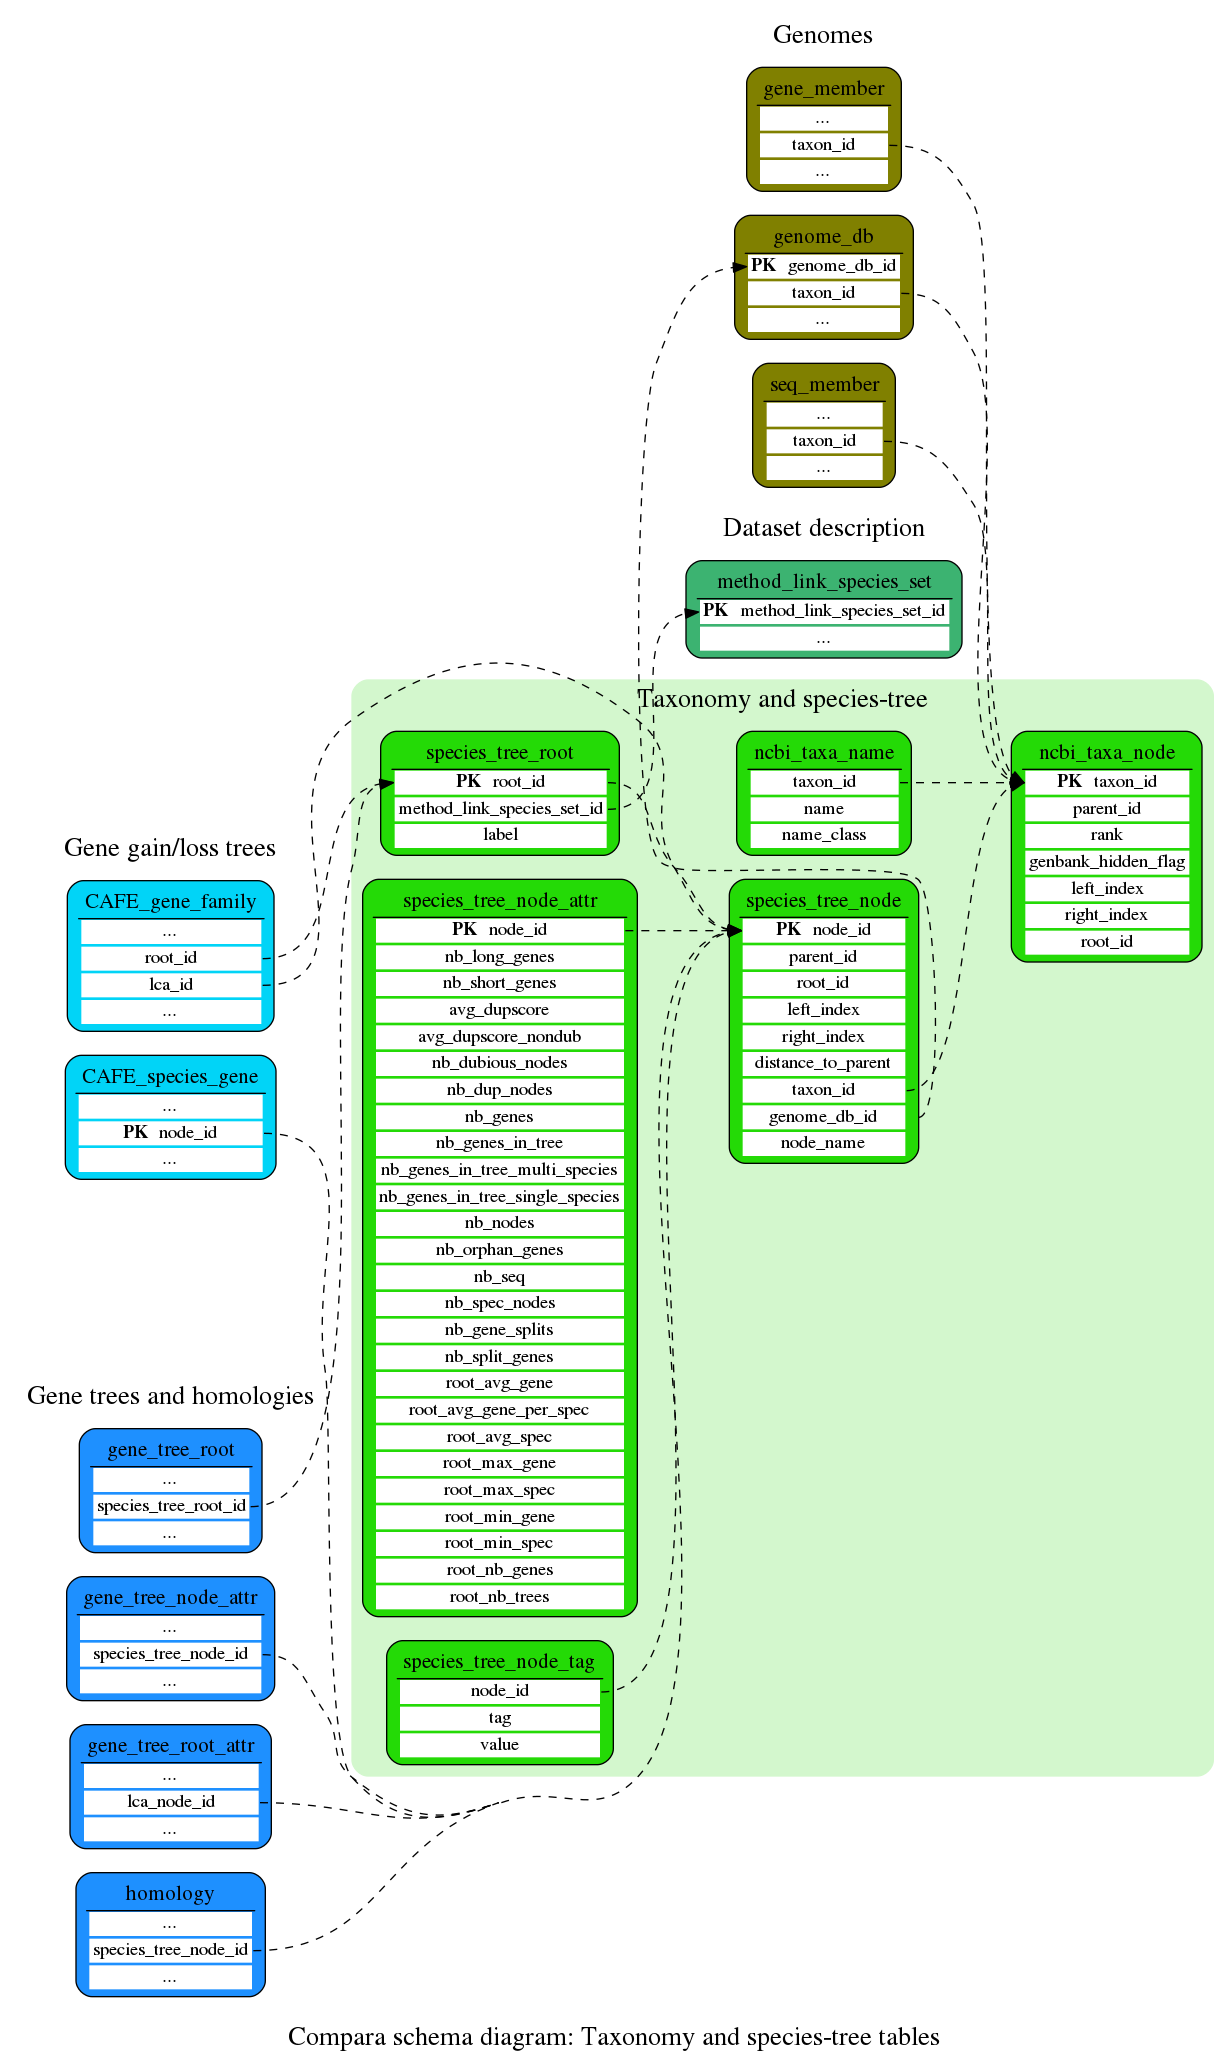 Genomes
gene_member
...
taxon_id
...
genome_db
PK genome_db_id
taxon_id
...
seq_member
...
taxon_id
...
Dataset description
method_link_species_set
PK method_link_species_set_id
...
Taxonomy and species-tree
species_tree_root
PK root_id
method_link_species_set_id
label
ncbi_taxa_name
taxon_id
name
name_class
ncbi_taxa_node
PK taxon_id
parent_id
rank
genbank_hidden_flag
left_index
right_index
root_id
Gene gain/loss trees
CAFE_gene_family
...
root_id
lca_id
...
CAFE_species_gene
...
PK node_id
...
species_tree_node_attr
PK node_id
nb_long_genes
nb_short_genes
avg_dupscore
avg_dupscore_nondub
nb_dubious_nodes
nb_dup_nodes
nb_genes
nb_genes_in_tree
nb_genes_in_tree_multi_species
nb_genes_in_tree_single_species
nb_nodes
nb_orphan_genes
nb_seq
nb_spec_nodes
nb_gene_splits
nb_split_genes
root_avg_gene
root_avg_gene_per_spec
root_avg_spec
root_max_gene
root_max_spec
root_min_gene
root_min_spec
root_nb_genes
root_nb_trees
species_tree_node
PK node_id
parent_id
root_id
left_index
right_index
distance_to_parent
taxon_id
genome_db_id
node_name
Gene trees and homologies
gene_tree_root
...
species_tree_root_id
...
gene_tree_node_attr
...
species_tree_node_id
...
gene_tree_root_attr
...
lca_node_id
...
homology
...
species_tree_node_id
...
species_tree_node_tag
node_id
tag
value
Compara schema diagram: Taxonomy and species-tree tables